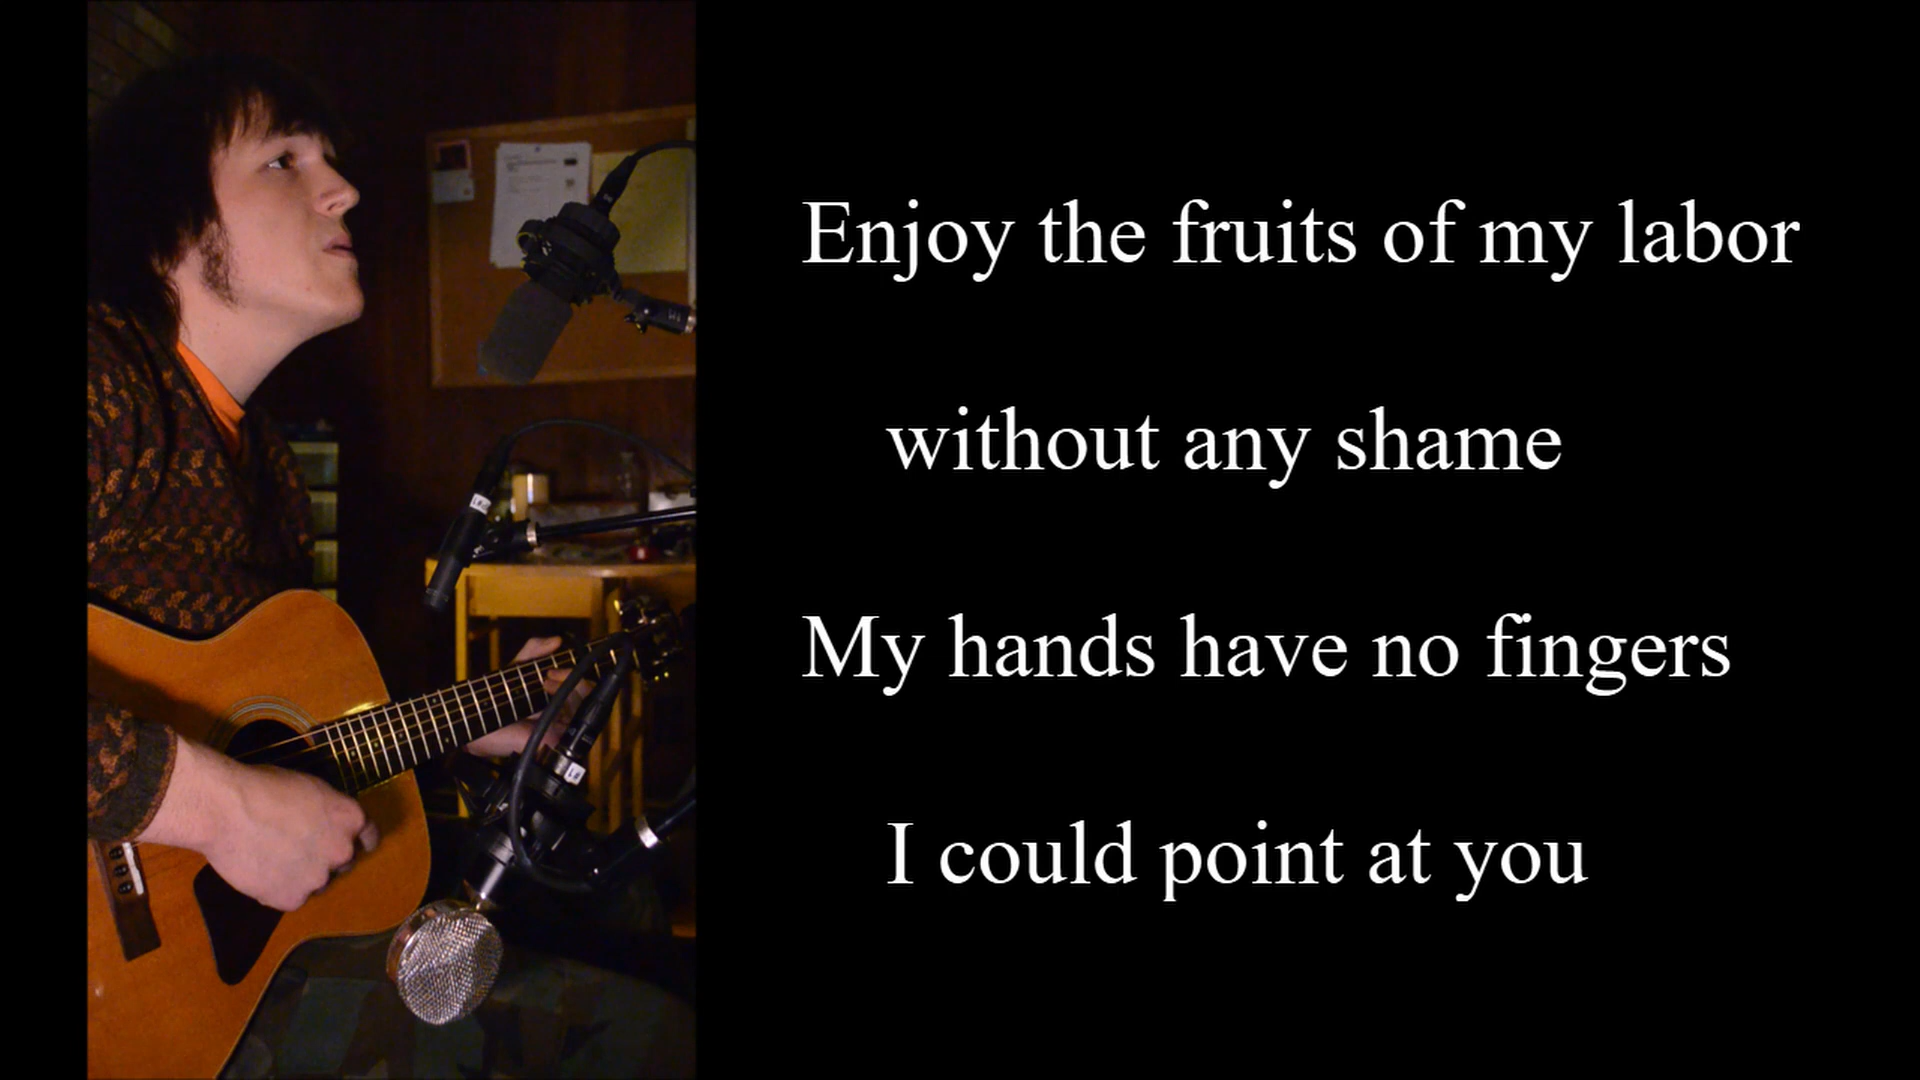 Enjoy the fruits of my labor
without any shame
My hands have no fingers
I could point at you